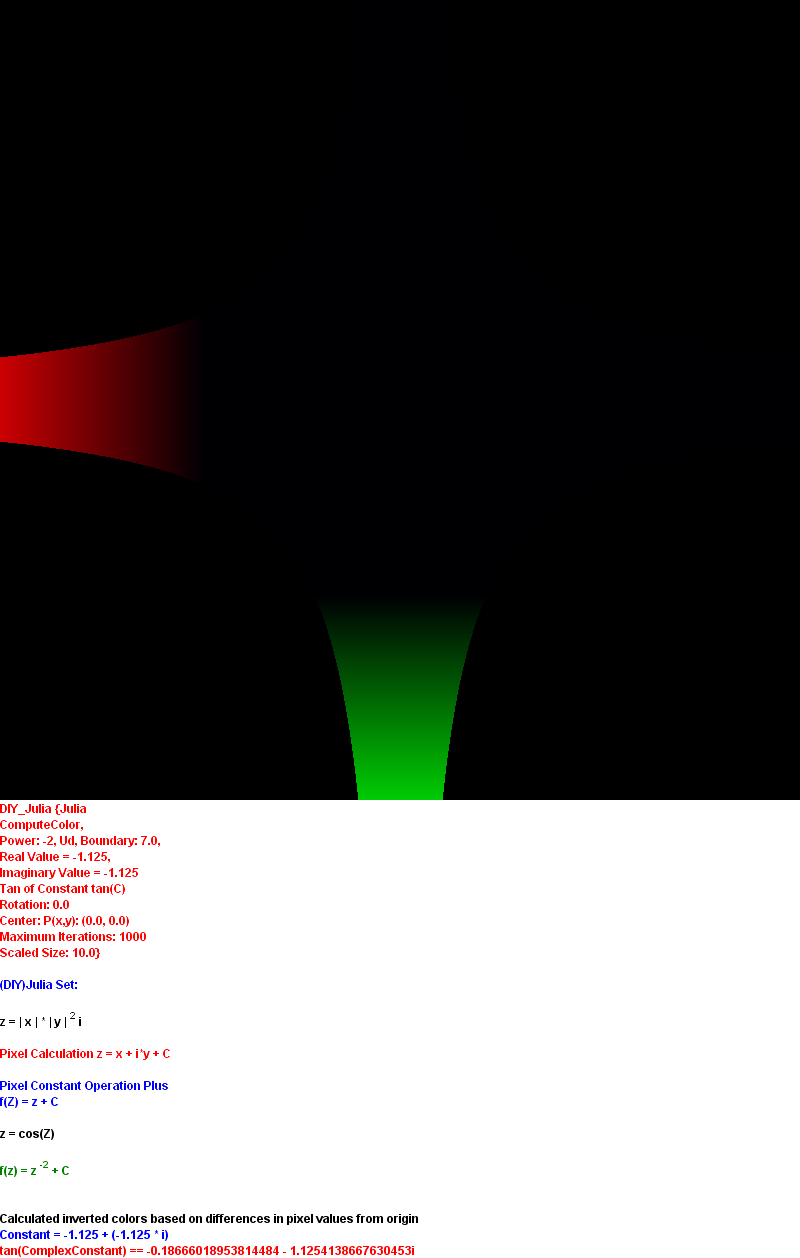 DIY_Julia {Julia
ComputeColor,
Power: -2, Ud, Boundary: 7.0,
Real Value = -1.125,
Imaginary Value = -1.125
Tan of Constant tan(C)
Rotation: 0.0
Center: P(x,y): (0.0, 0.0)
Maximum Iterations: 1000
Scaled Size: 10.0}
(DIY)Julia Set:
z = | x | * | y | 2 i
Pixel Calculation z = x + i*y + C
Pixel Constant Operation Plus
f(Z) = z + C
z = cos(Z)
f(z) = z -2 + C
Calculated inverted colors based on differences in pixel values from origin
Constant = -1.125 + (-1.125 * i)
tan(ComplexConstant) == -0.18666018953814484 - 1.1254138667630453i